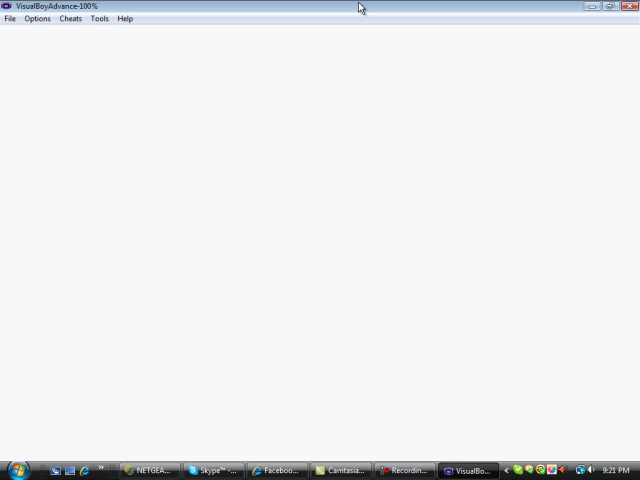 VisualBoyAdvance-100%
File Options Cheats Tools Help
NETGEA... Skype™ -... Faceboo... Camtasia... Recordin... VisualBo... 9:21 PM